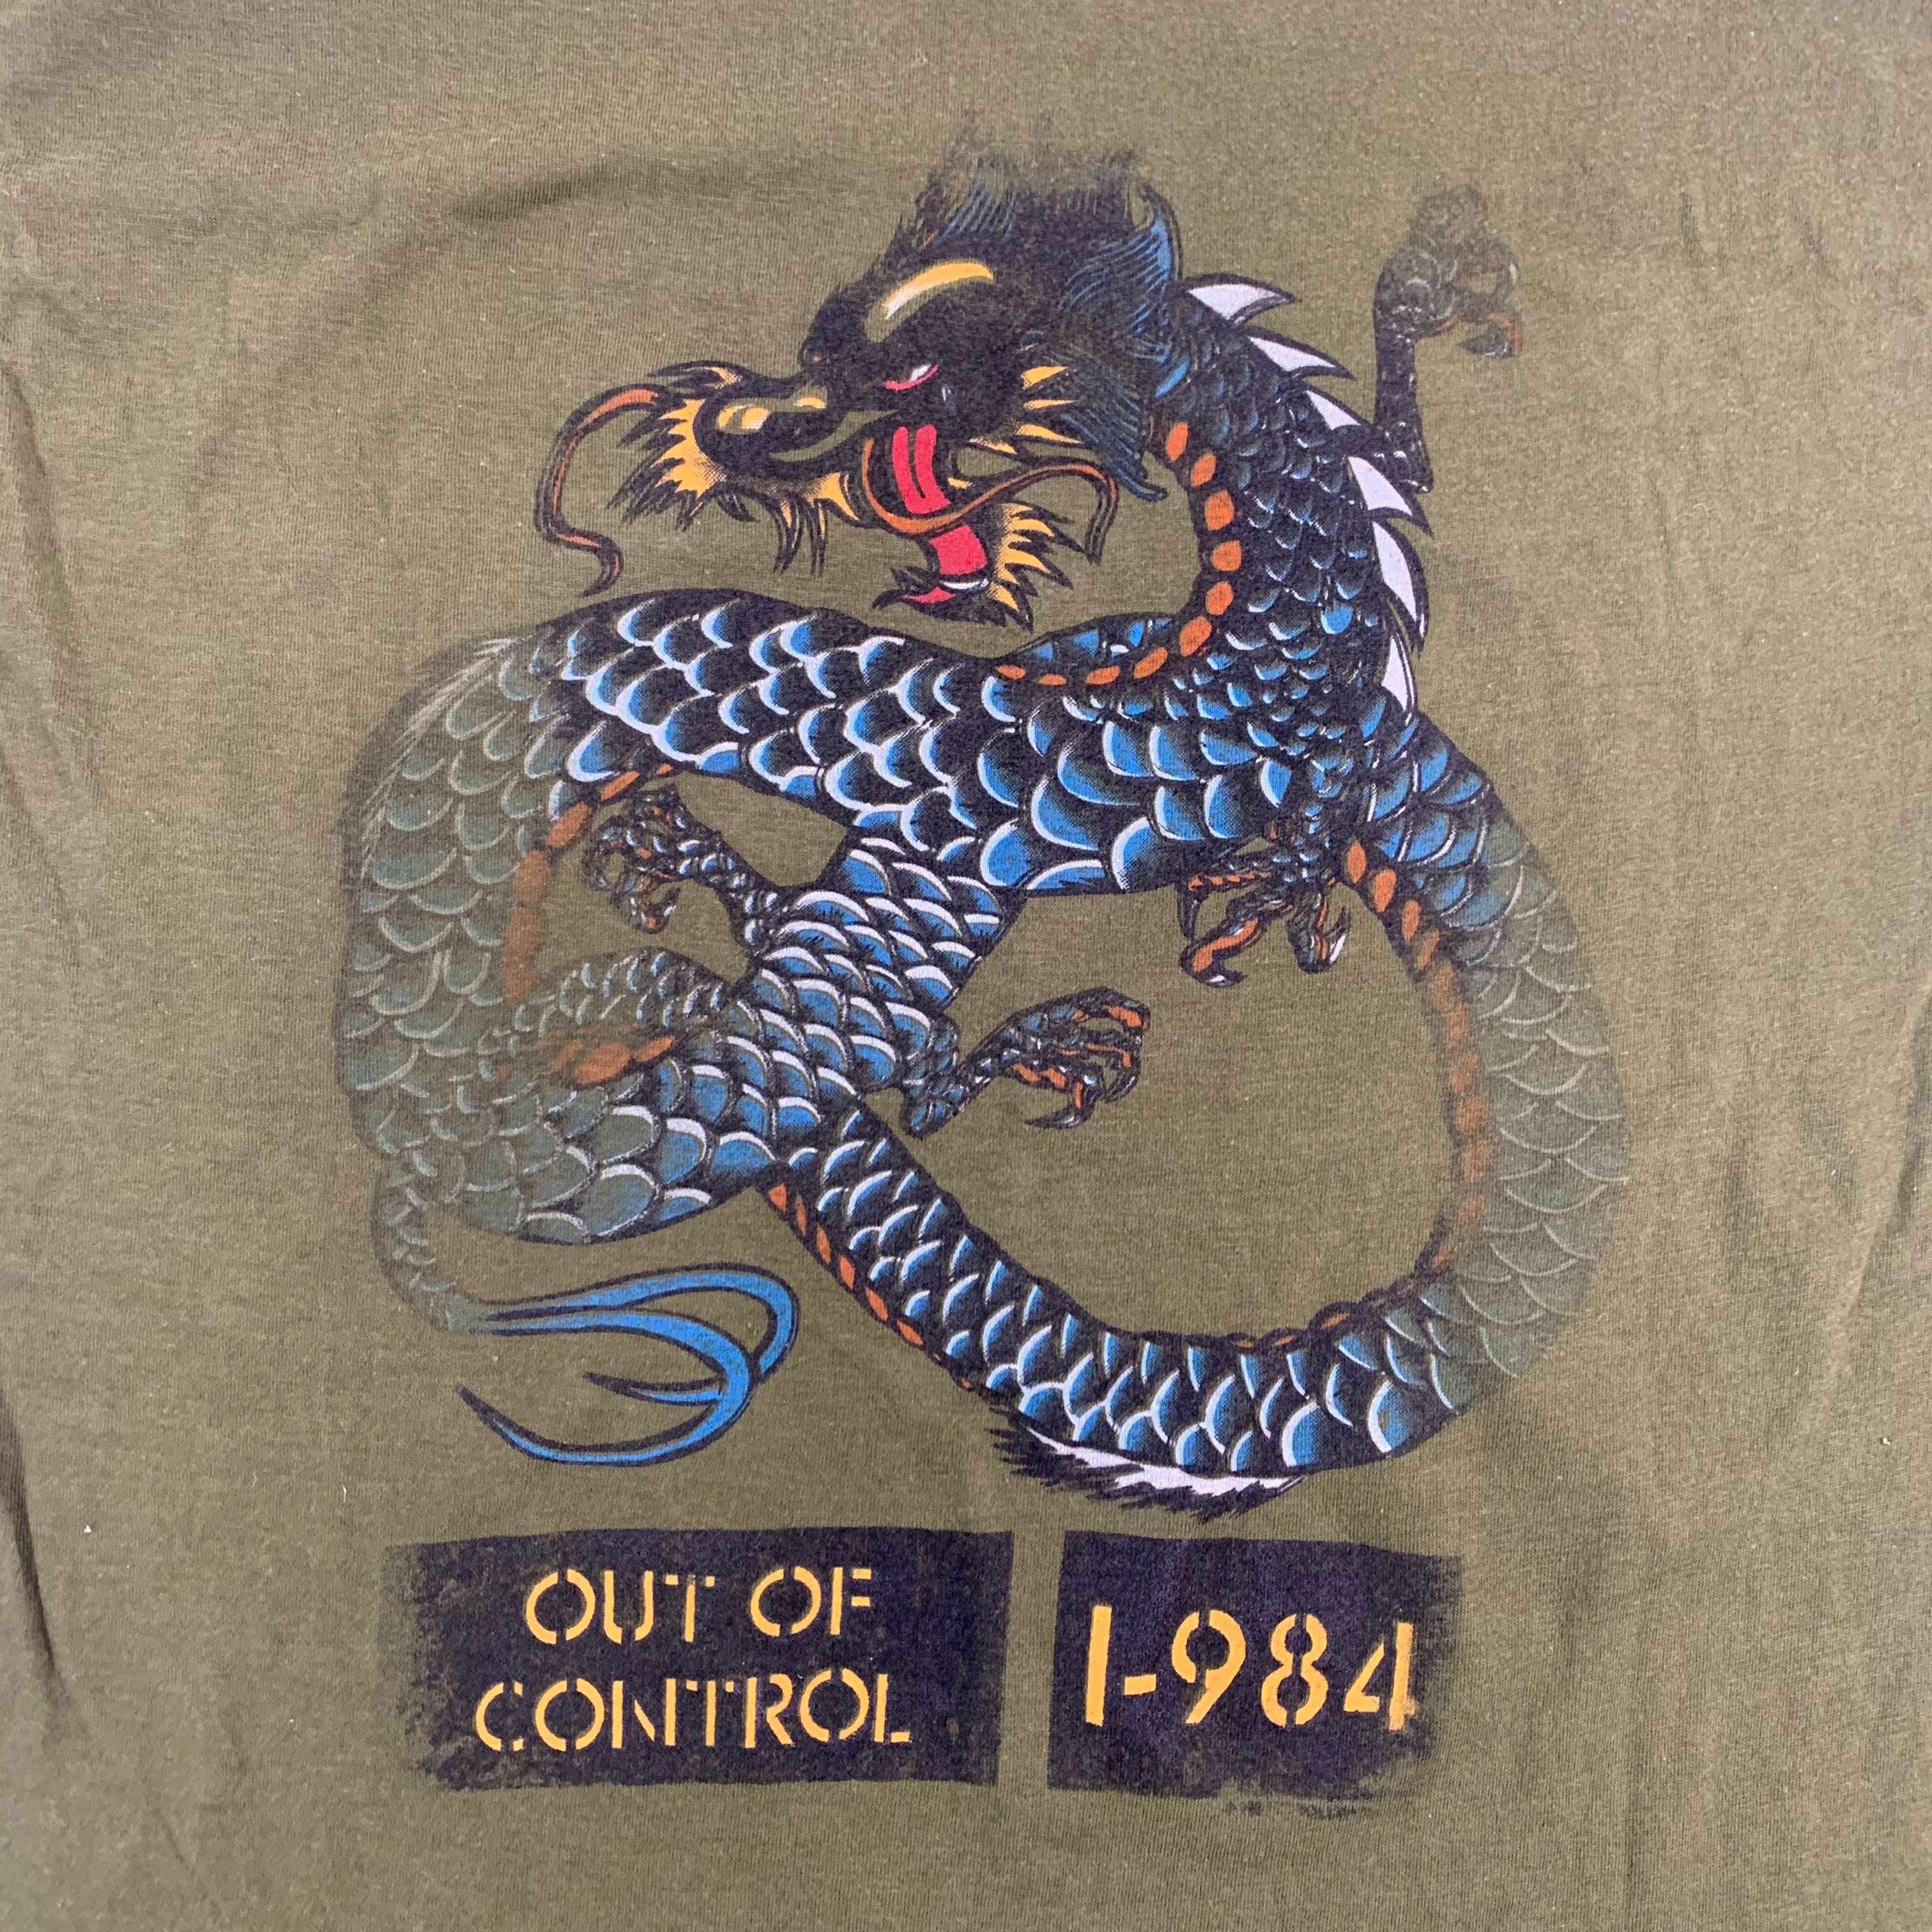 OUT OF
CONTROL
1-984